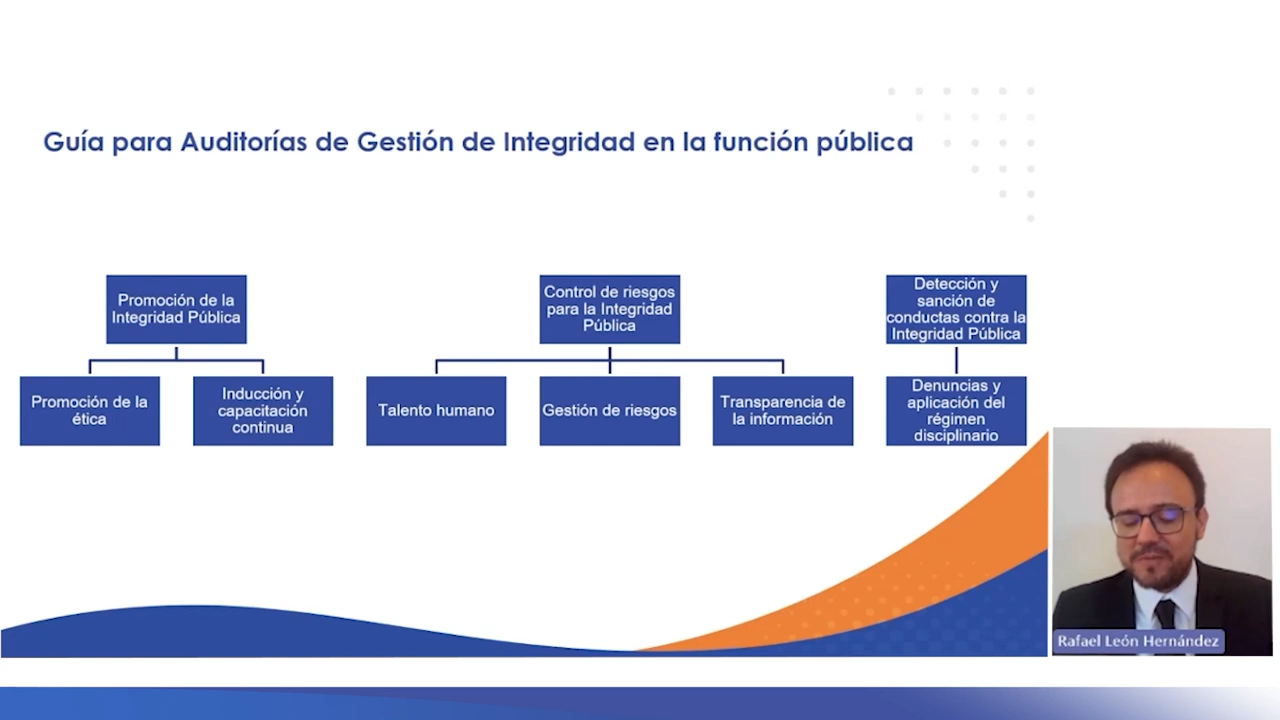 Guía para Auditorías de Gestión de Integridad en la función pública
Promoción de la
Integridad Pública
Control de riesgos
para la Integridad
Pública
Detección y
sanción de
conductas contra la
Integridad Pública
Promoción de la
ética
Inducción y
capacitación
continua
Talento humano
Gestión de riesgos
Transparencia de
la información
Denuncias y
aplicación del
régimen
disciplinario
Rafael León Hernández